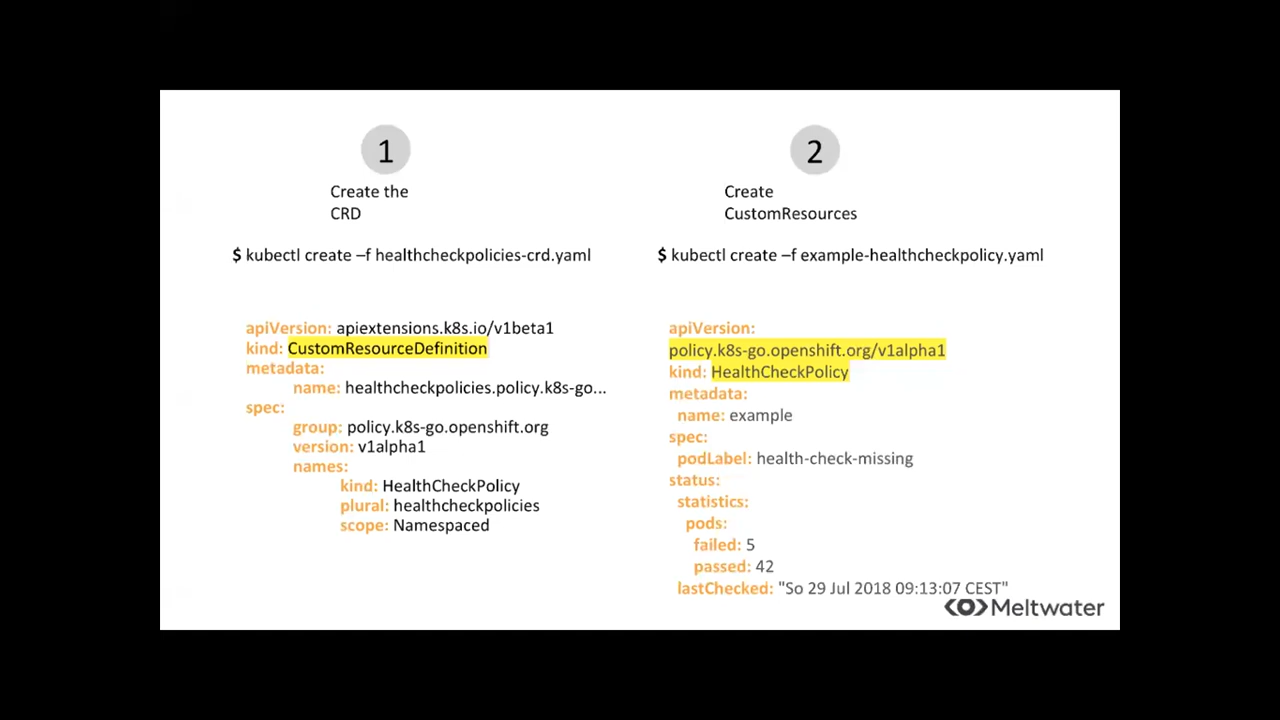 1
Create the
CRD
$ kubectl create –f healthcheckpolicies-crd.yaml
apiVersion: apiextensions.k8s.io/v1beta1
kind: CustomResourceDefinition
metadata:
name: healthcheckpolicies.policy.k8s-go...
spec:
group: policy.k8s-go.openshift.org
version: v1alpha1
names:
kind: HealthCheckPolicy
plural: healthcheckpolicies
scope: Namespaced
2
Create
CustomResources
$ kubectl create –f example-healthcheckpolicy.yaml
apiVersion:
policy.k8s-go.openshift.org/v1alpha1
kind: HealthCheckPolicy
metadata:
name: example
spec:
podLabel: health-check-missing
status:
statistics:
pods:
failed: 5
passed: 42
lastChecked: "So 29 Jul 2018 09:13:07 CEST"
Meltwater